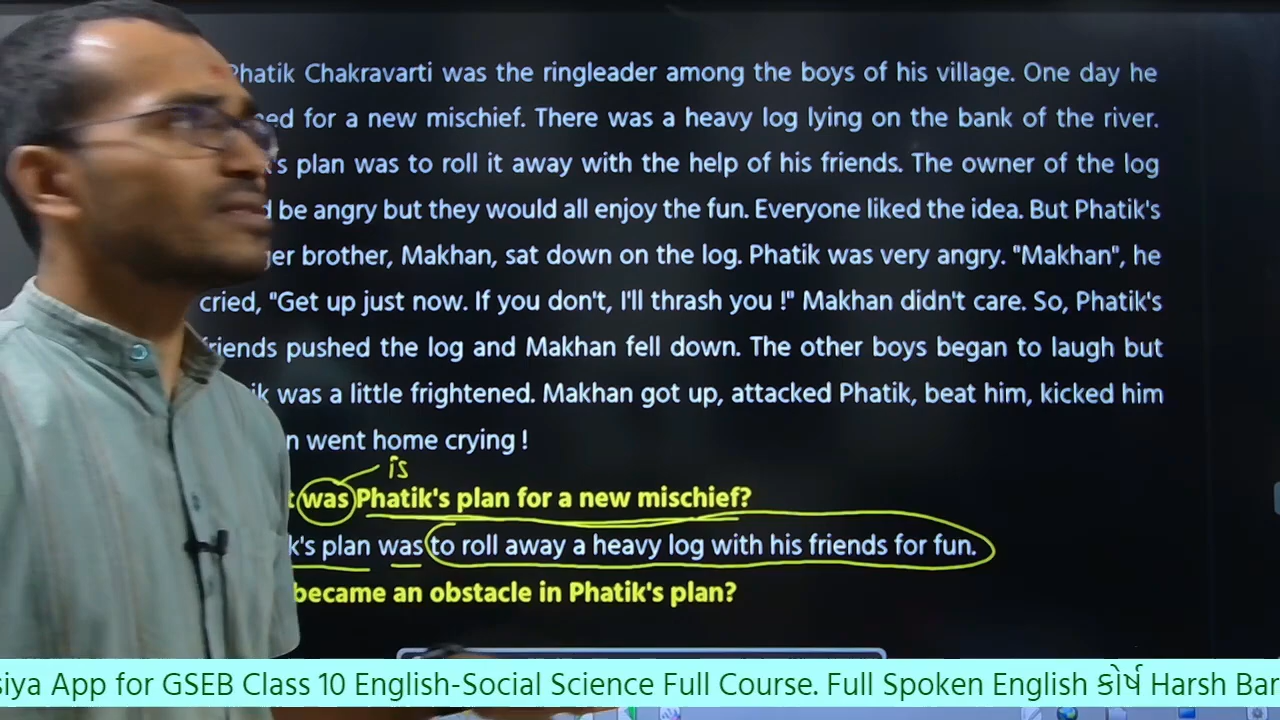 Phatik Chakravarti was the ringleader among the boys of his village. One day he
for a new mischief. There was a heavy log lying on the bank of the river.
plan was to roll it away with the help of his friends. The owner of the log
be angry but they would all enjoy the fun. Everyone liked the idea. But Phatik's
brother, Makhan, sat down on the log. Phatik was very angry. "Makhan", he
cried, "Get up just now. If you don't, I'll thrash you !" Makhan didn't care. So, Phatik's
friends pushed the log and Makhan fell down. The other boys began to laugh but
was a little frightened. Makhan got up, attacked Phatik, beat him, kicked him
went home crying !
is
was Phatik's plan for a new mischief?
plan was to roll away a heavy log with his friends for fun.
became an obstacle in Phatik's plan?
siya App for GSEB Class 10 English-Social Science Full Course. Full Spoken English કોર્ષ Harsh Bar